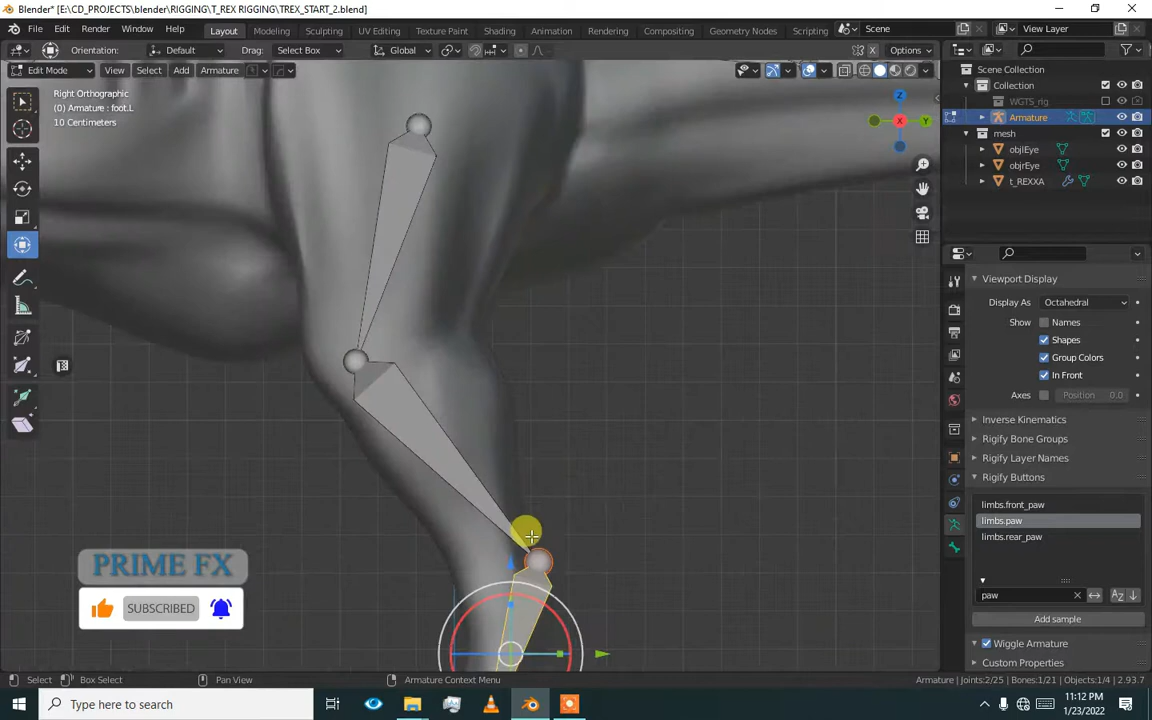 Blender* [E:\CD_PROJECTS\blender\RIGGING\T_REX RIGGING\TREX_START_2.blend]
File Edit Render Window Help Layout Modeling Sculpting UV Editing Texture Paint Shading Animation Rendering Compositing Geometry Nodes Scripting Scene View Layer
Orientation: Default Drag: Select Box Global Options
Edit Mode View Select Add Armature
Right Orthographic
(0) Armature : foot.L
10 Centimeters
Z
X
Y
Scene Collection
Collection
WGTS_rig
Armature
mesh
objlEye
objrEye
t_REXXA
Viewport Display
Display As Octahedral
Show Names
Shapes
Group Colors
In Front
Axes Position 0.0
Inverse Kinematics
Rigify Bone Groups
Rigify Layer Names
Rigify Buttons
limbs.front_paw
limbs.paw
limbs.rear_paw
paw
Add sample
Wiggle Armature
Custom Properties
PRIME FX
SUBSCRIBED
Select Box Select Pan View Armature Context Menu Armature | Joints:2/25 | Bones:1/21 | Objects:1/4 | 2.93.7
Type here to search
11:12 PM
1/23/2022